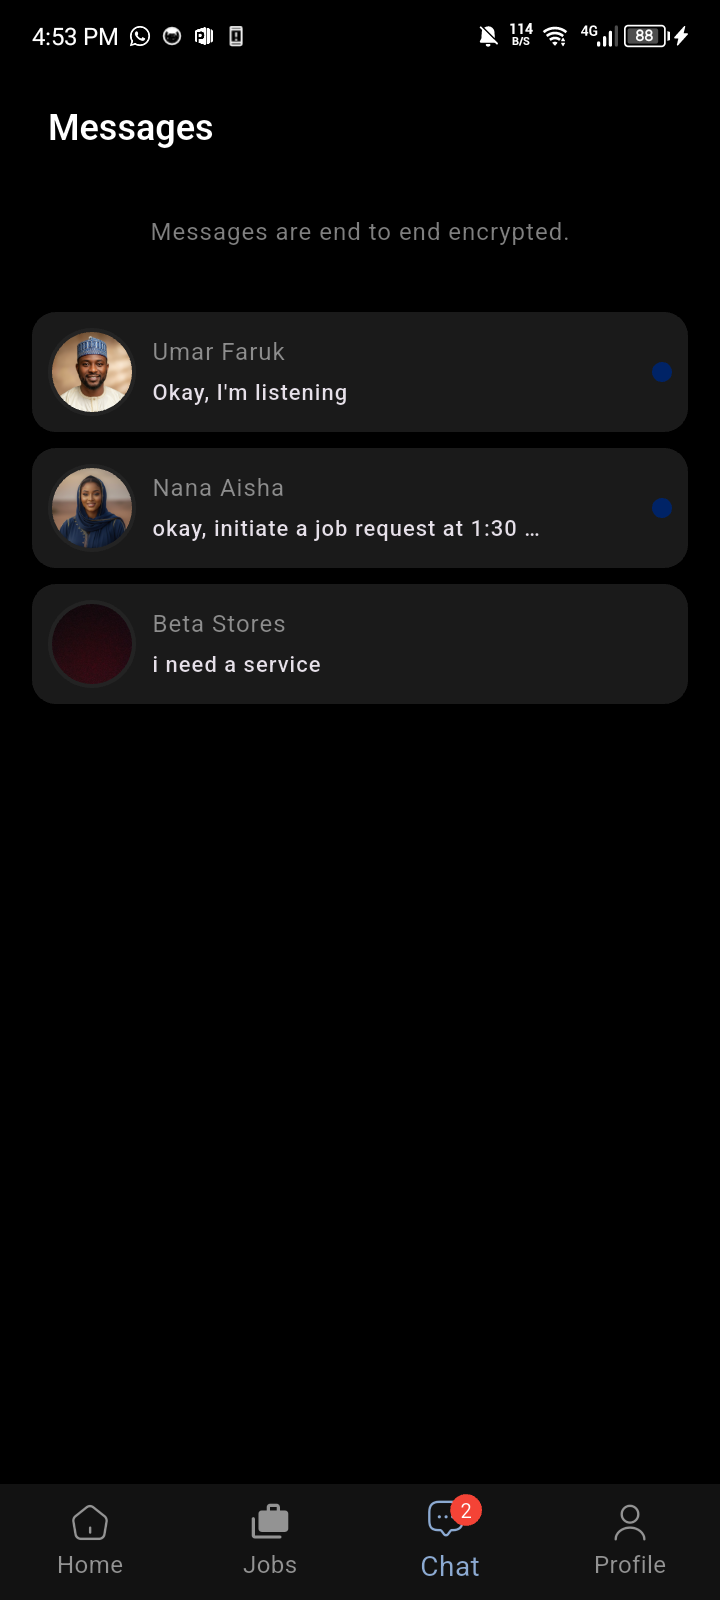 4:53 PM
114
B/S
4G
88
Messages
Messages are end to end encrypted.
Umar Faruk
Okay, I'm listening
Nana Aisha
okay, initiate a job request at 1:30 ...
Beta Stores
i need a service
2
Home
Jobs
Chat
Profile